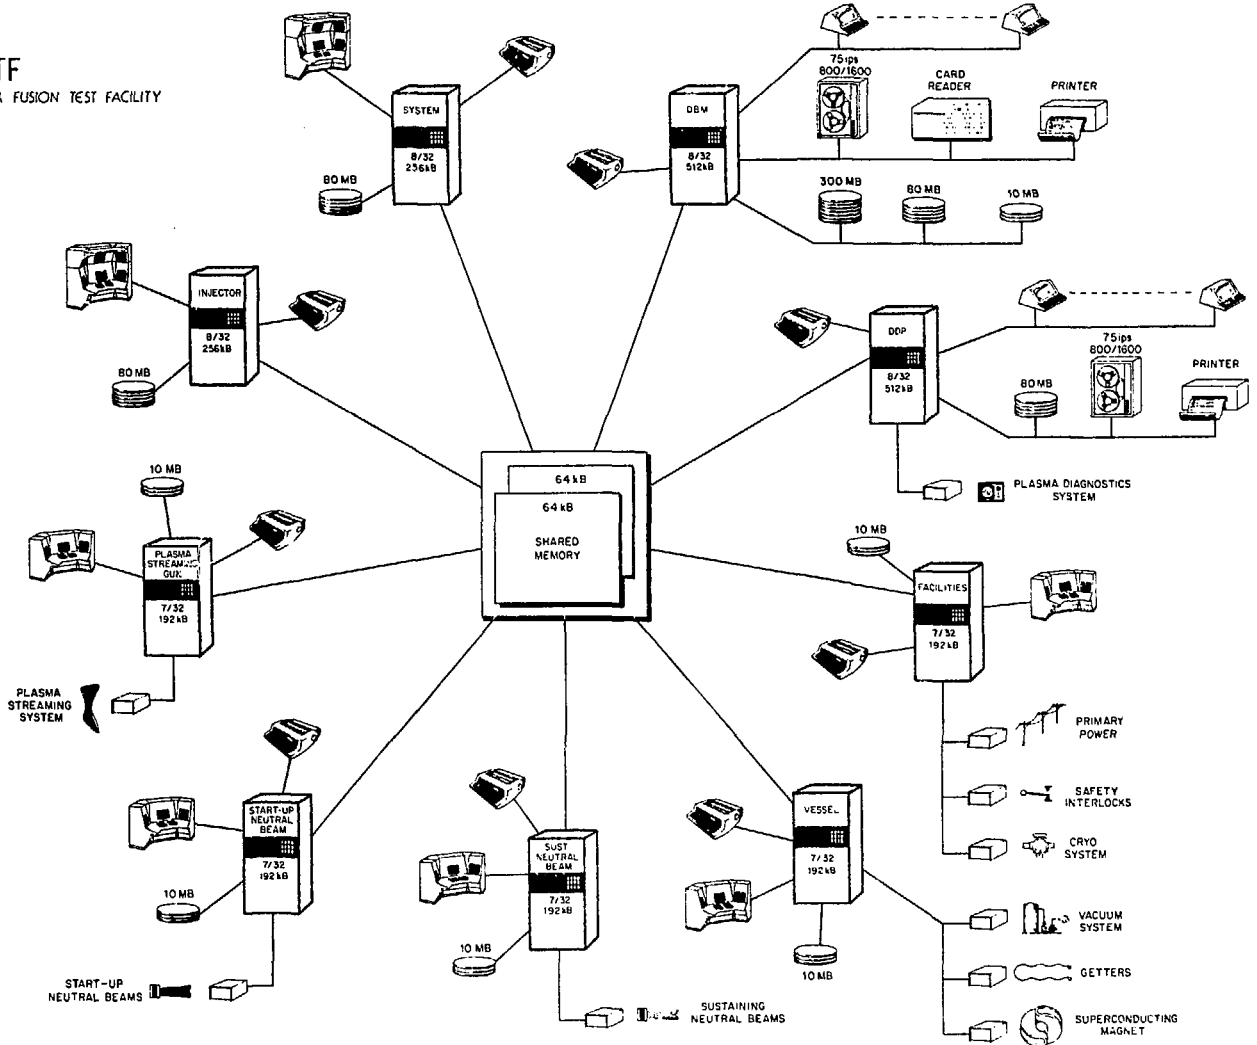 TF
FUSION TEST FACILITY
SYSTEM
8/32
256kB
80 MB
DBM
8/32
512kB
75 ips
800/1600
CARD
READER
PRINTER
300 MB
80 MB
10 MB
INJECTOR
8/32
256kB
80 MB
DDP
8/32
512kB
75 ips
800/1600
80 MB
PRINTER
PLASMA DIAGNOSTICS
SYSTEM
64 kB
64 kB
SHARED
MEMORY
10 MB
PLASMA
STREAMING
GUN
7/32
192kB
PLASMA
STREAMING
SYSTEM
10 MB
FACILITIES
7/32
192kB
PRIMARY
POWER
SAFETY
INTERLOCKS
CRYO
SYSTEM
START-UP
NEUTRAL
BEAM
7/32
192kB
10 MB
START-UP
NEUTRAL BEAMS
SUST
NEUTRAL
BEAM
7/32
192kB
10 MB
SUSTAINING
NEUTRAL BEAMS
VESSEL
7/32
192kB
10 MB
VACUUM
SYSTEM
GETTERS
SUPERCONDUCTING
MAGNET